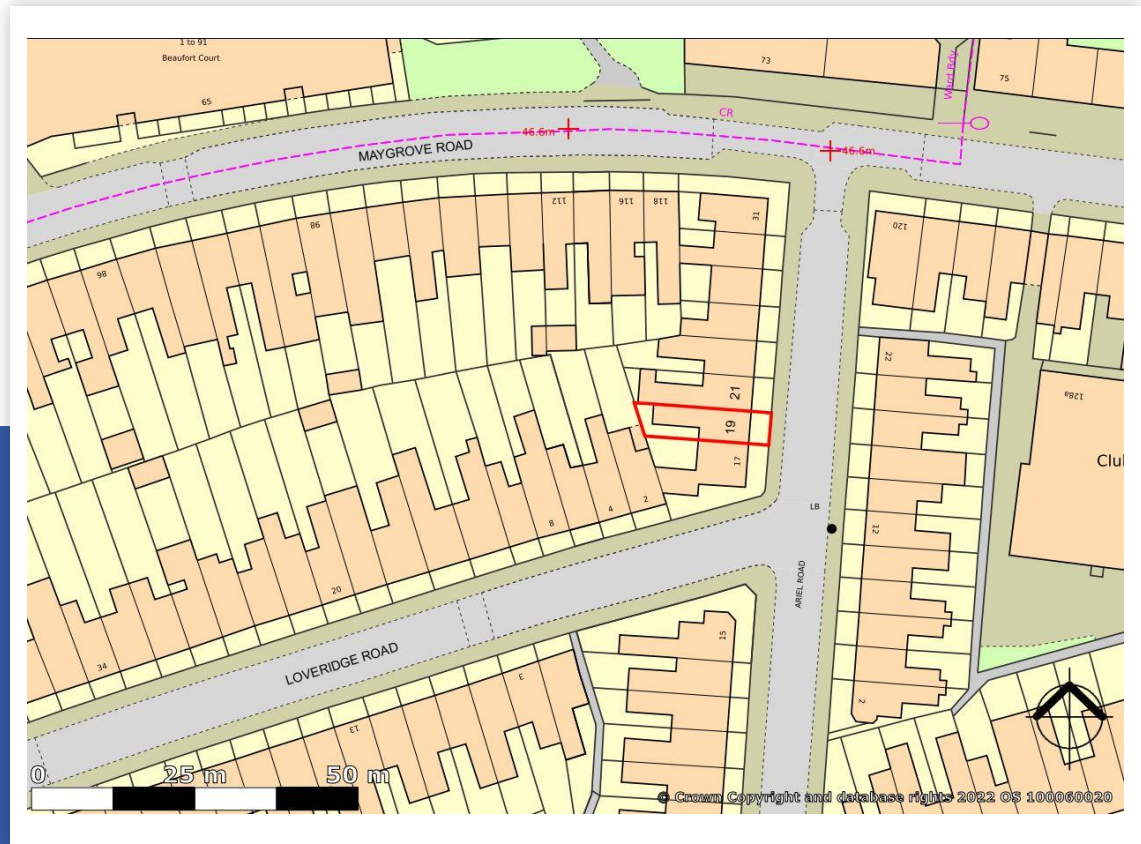 1 to 91
Beaufort Court
65
73
75
Ward Bdy
CR
46.6m
46.6m
MAYGROVE ROAD
112
116
118
31
120
98
86
22
128a
Clu
21
19
17
LB
12
2
4
8
20
34
ARIEL ROAD
LOVERIDGE ROAD
15
3
13
2
0 25 m 50 m
© Crown Copyright and database rights 2022 OS 100060020